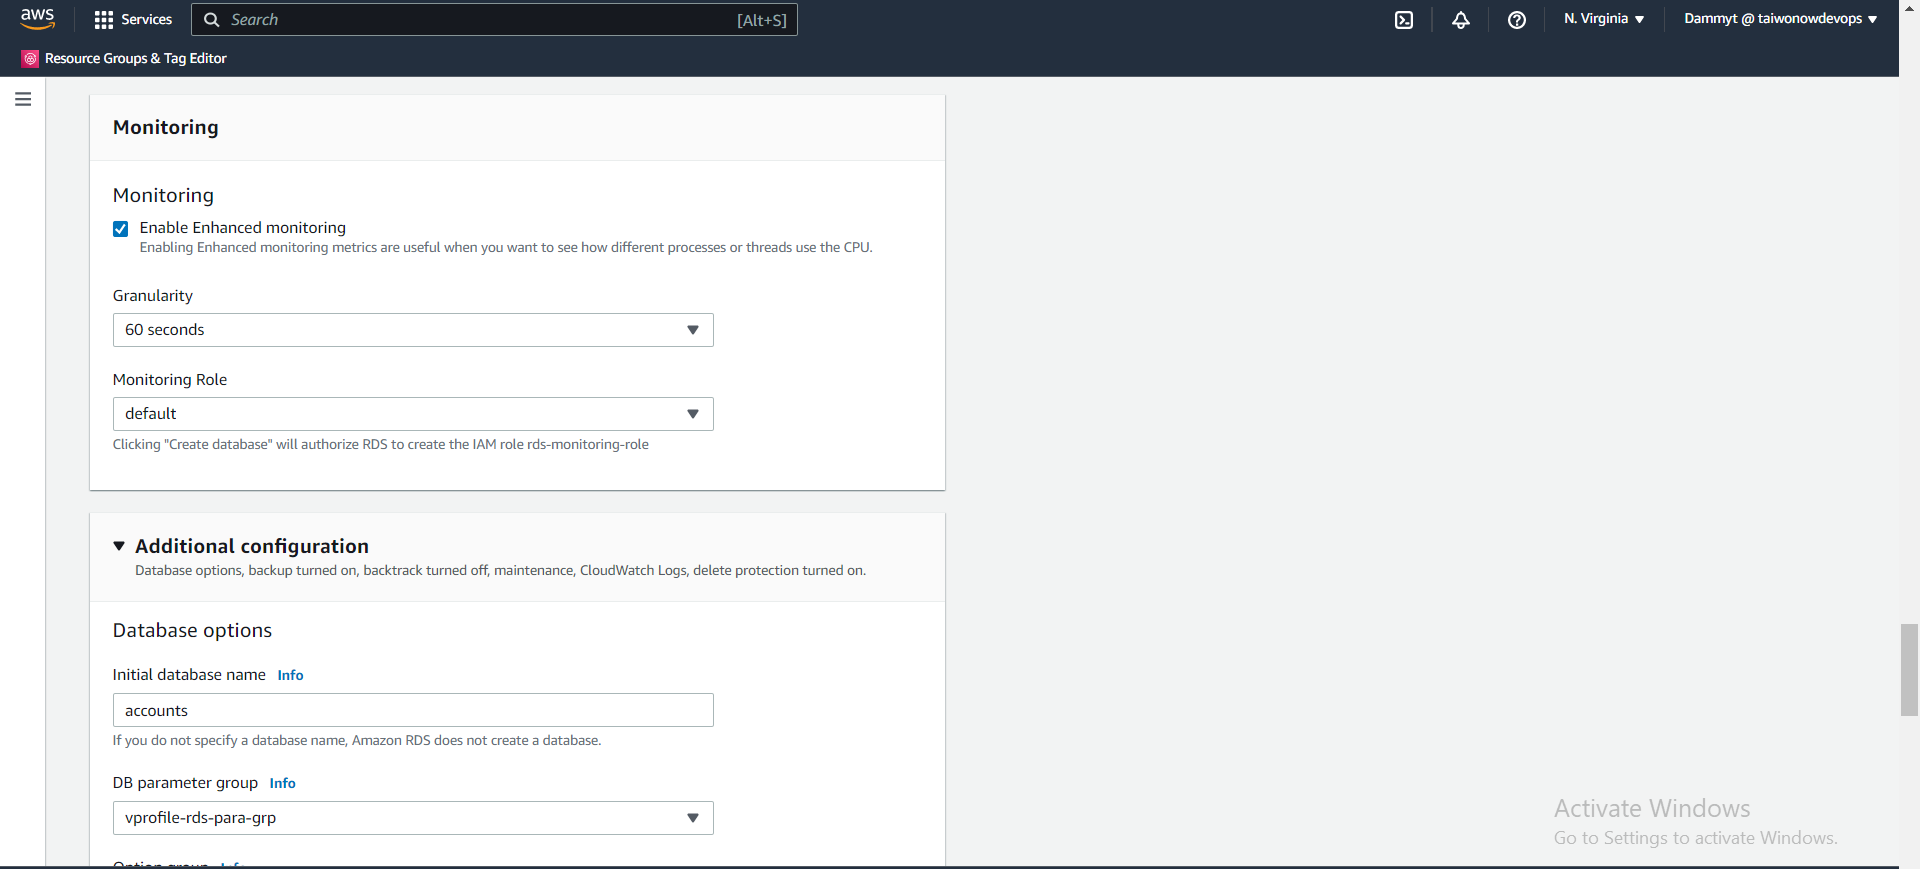 aws
Services
Search
[Alt+S]
N. Virginia
Dammyt @ taiwonowdevops
Resource Groups & Tag Editor
Monitoring
Monitoring
Enable Enhanced monitoring
Enabling Enhanced monitoring metrics are useful when you want to see how different processes or threads use the CPU.
Granularity
60 seconds
Monitoring Role
default
Clicking "Create database" will authorize RDS to create the IAM role rds-monitoring-role
Additional configuration
Database options, backup turned on, backtrack turned off, maintenance, CloudWatch Logs, delete protection turned on.
Database options
Initial database name Info
accounts
If you do not specify a database name, Amazon RDS does not create a database.
DB parameter group Info
vprofile-rds-para-grp
Option group Info
Activate Windows
Go to Settings to activate Windows.